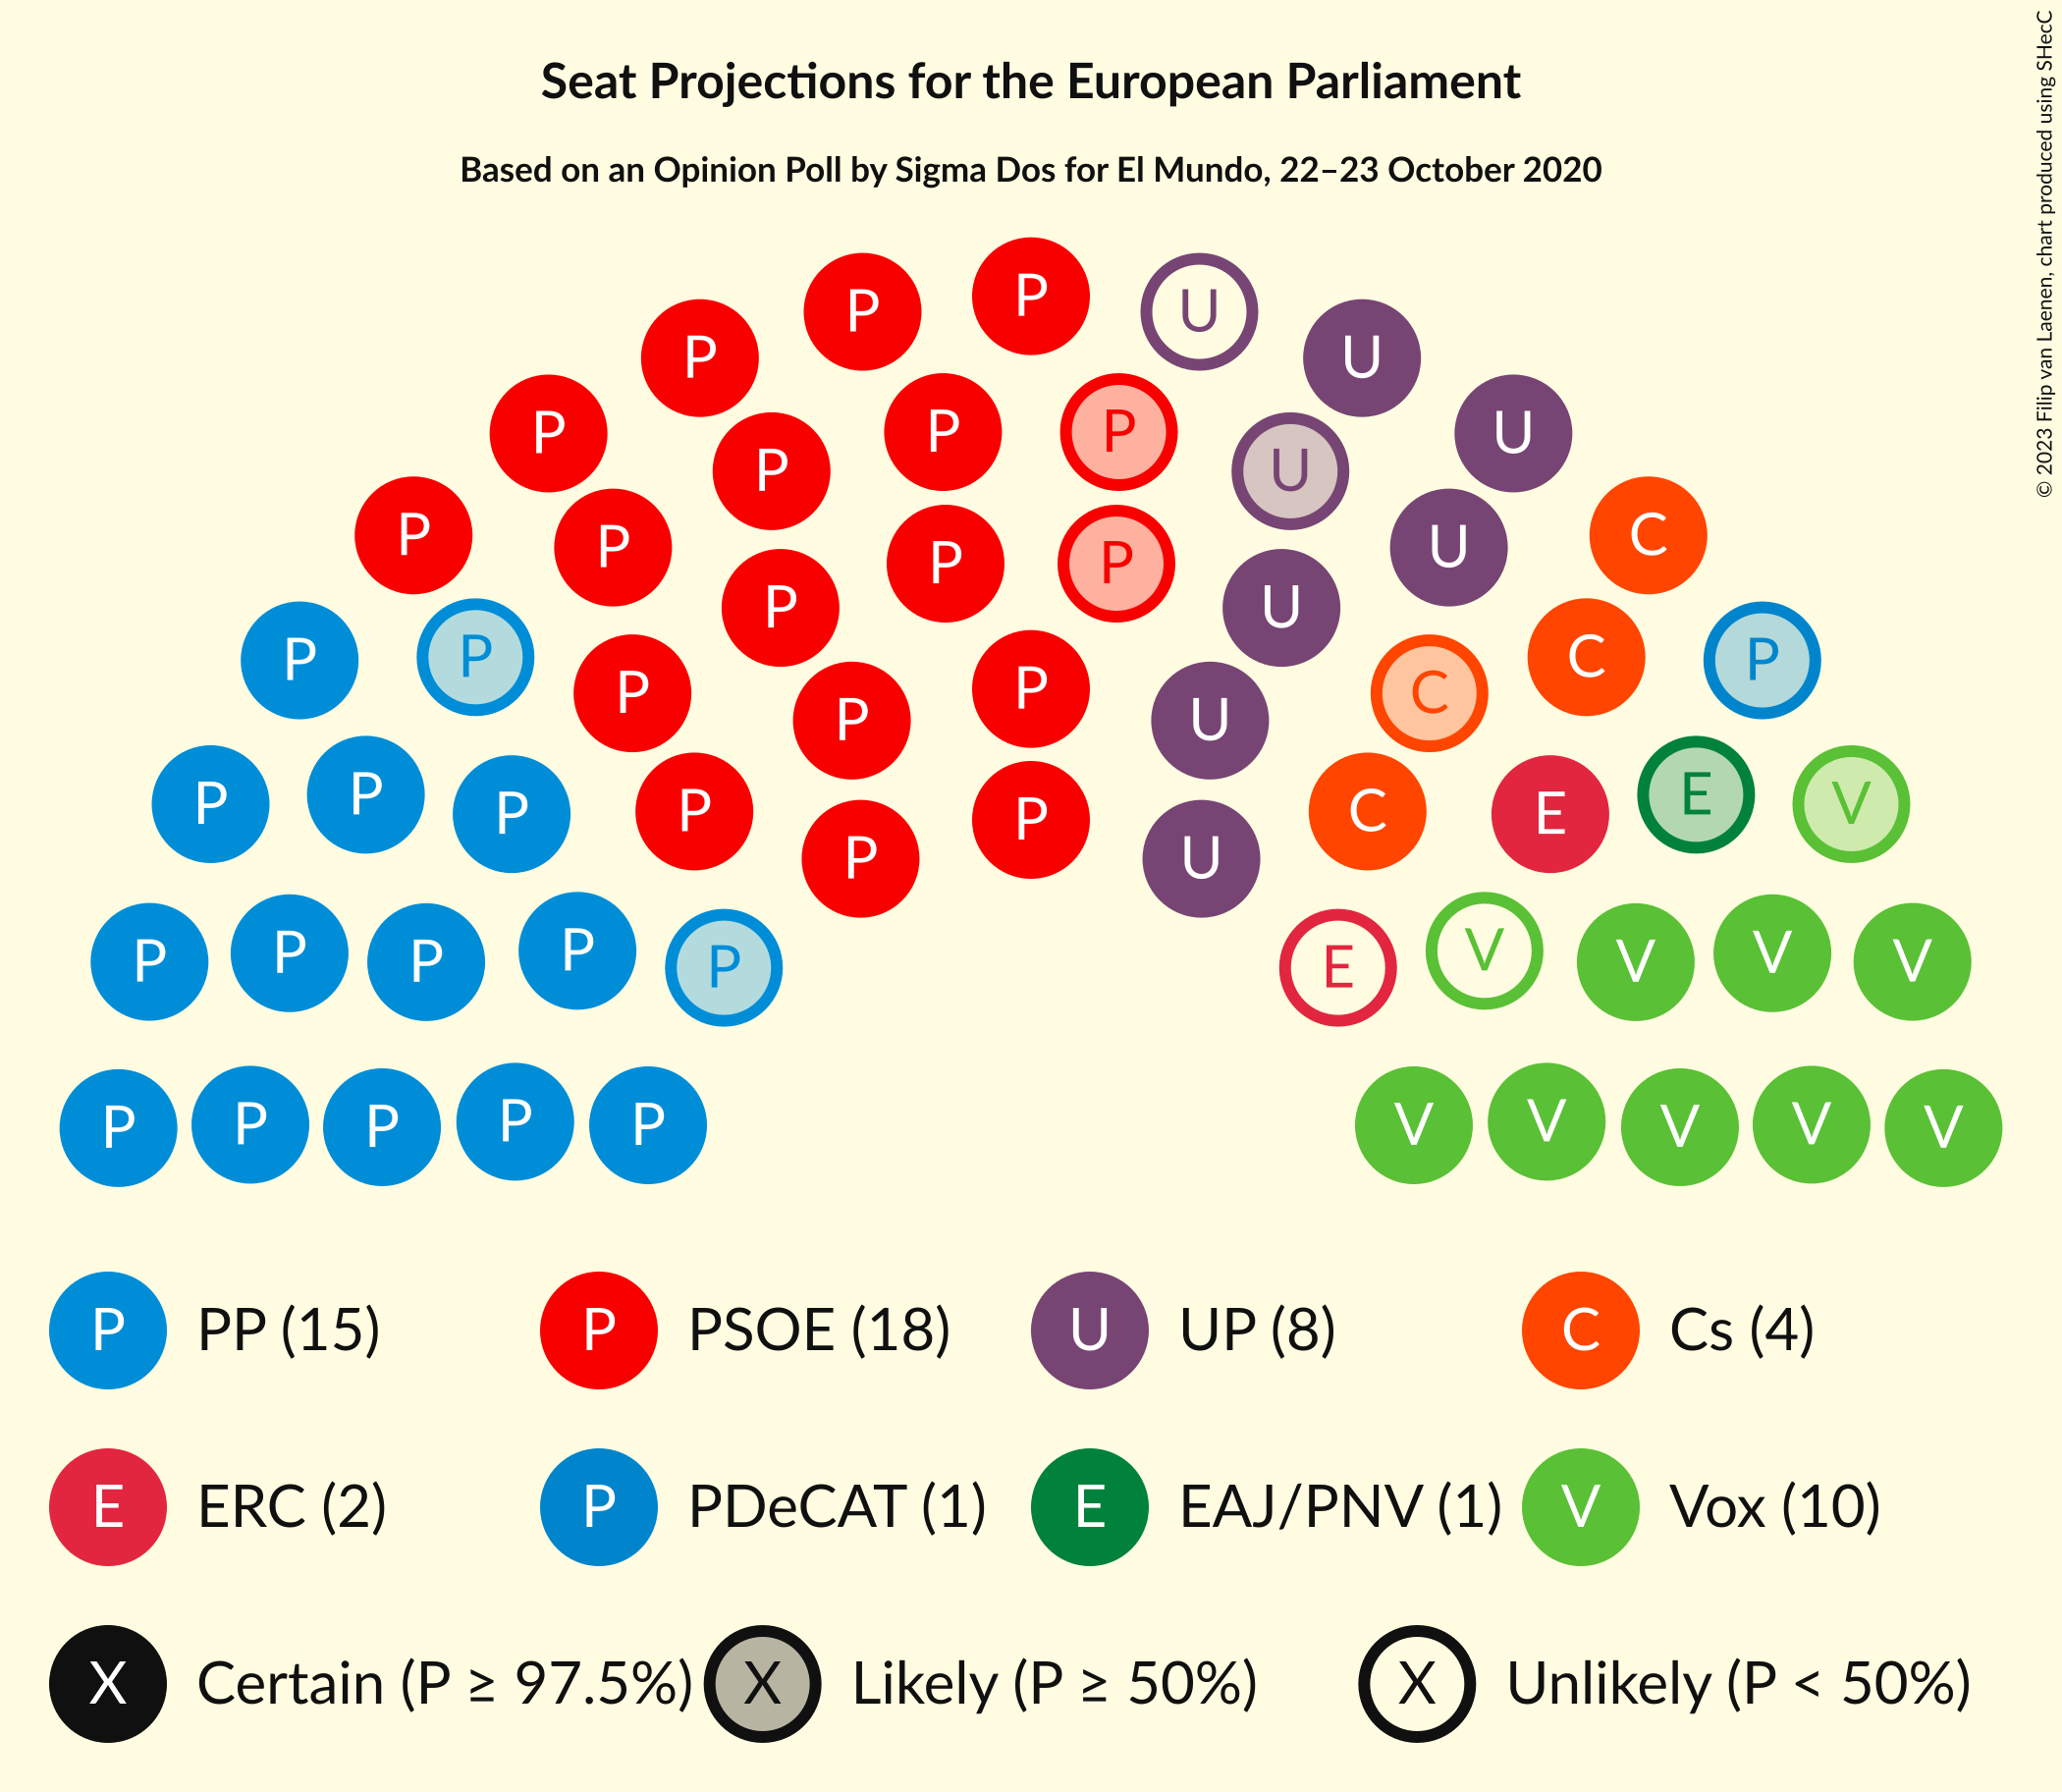 Seat Projections for the European Parliament
Based on an Opinion Poll by Sigma Dos for El Mundo, 22–23 October 2020
© 2023 Filip van Laenen, chart produced using SHecC
P
P P U
P U
P P P
P U
P U
P P U
P C
P P
P U
P P
P C
P P
P C
P U
P P
V
P E
P P E
P C
P U
P P E V
P V V V
P P V
P E
P P P P P V V V V V
P PP (15) P PSOE (18) U UP (8) C Cs (4)
E ERC (2) P PDeCAT (1) E EAJ/PNV (1) V Vox (10)
X Certain (P ≥ 97.5%) X Likely (P ≥ 50%) X Unlikely (P < 50%)